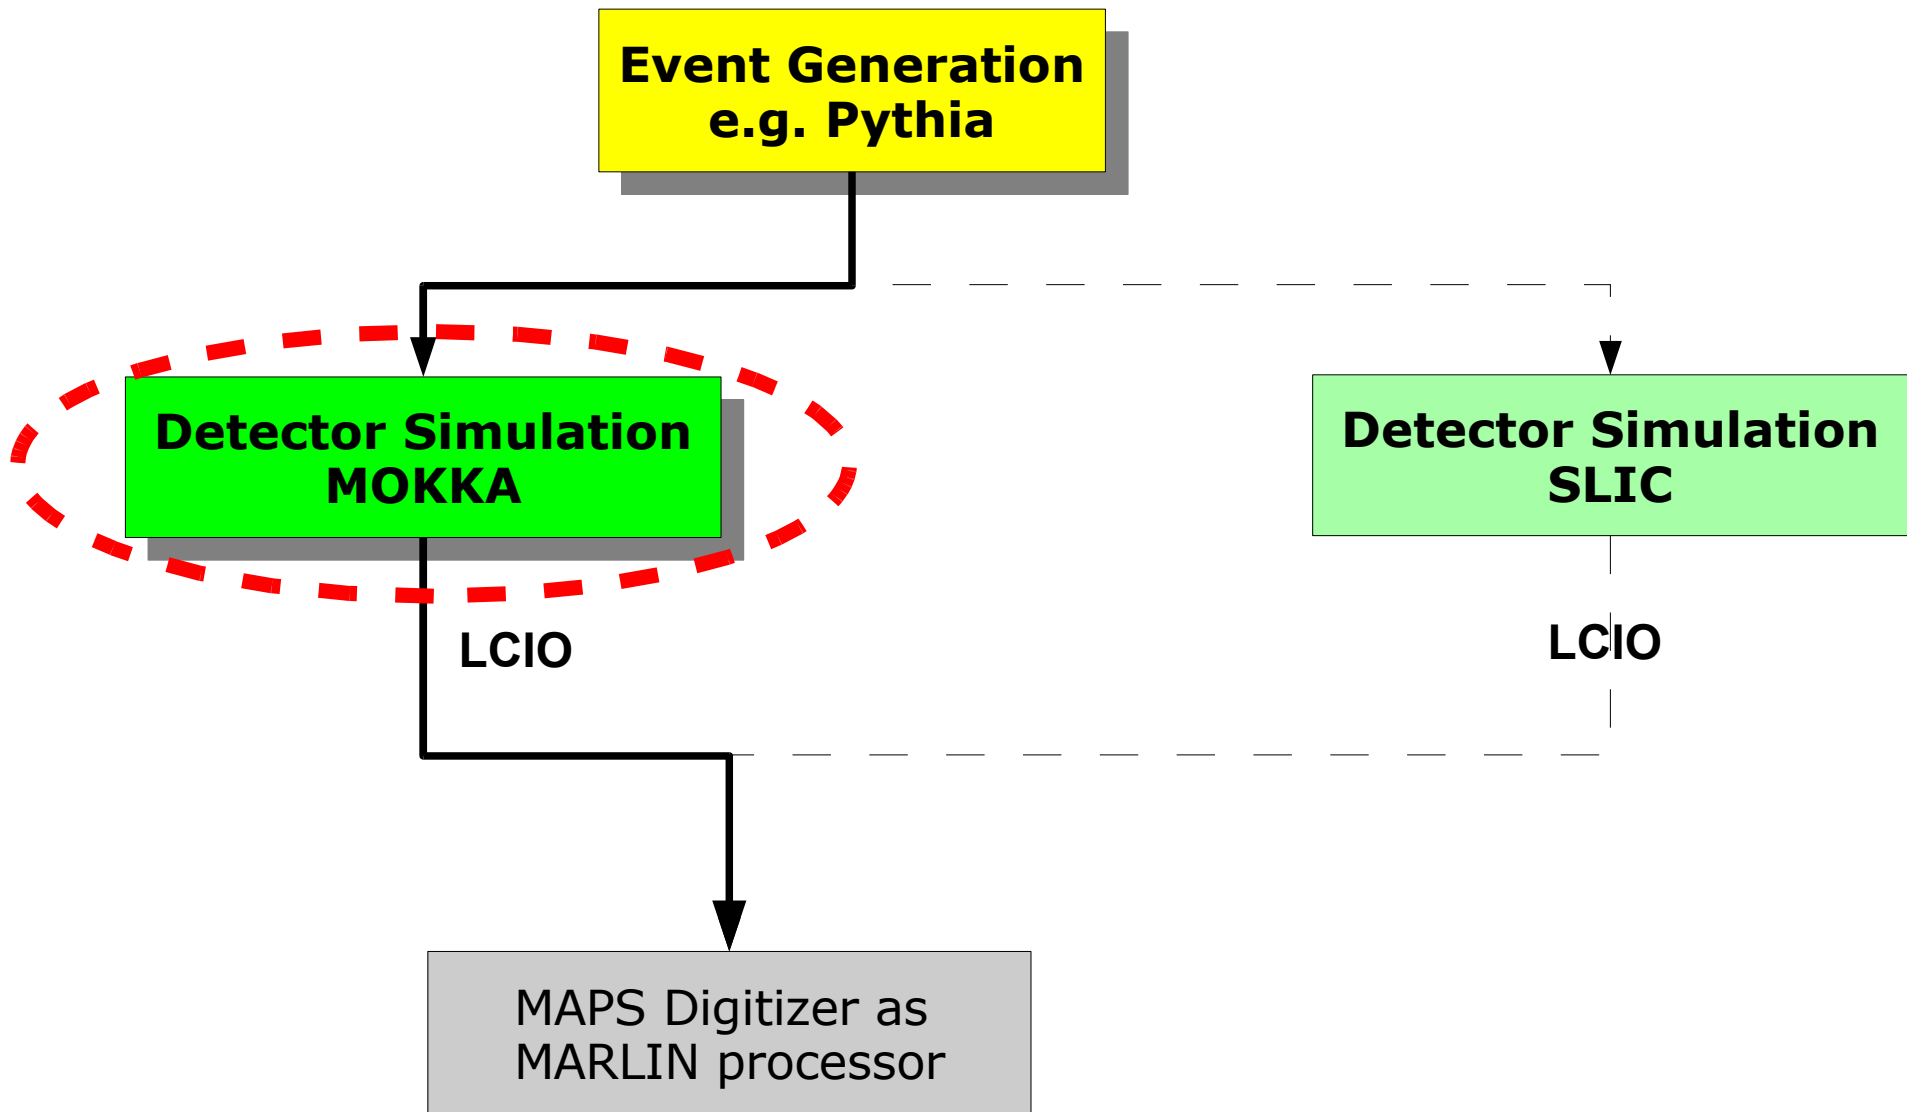 Event Generation
e.g. Pythia
Detector Simulation
MOKKA
Detector Simulation
SLIC
LCIO
LCIO
MAPS Digitizer as
MARLIN processor